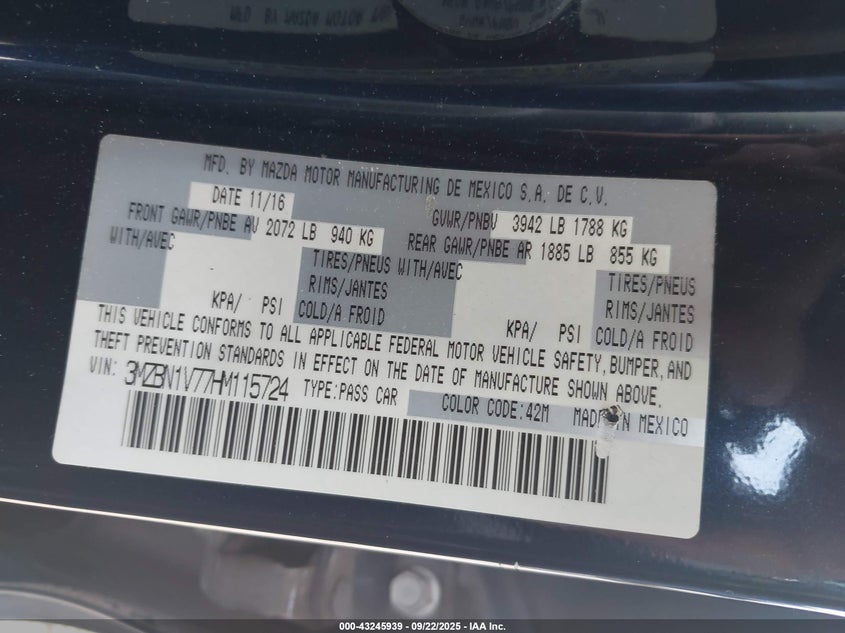 MFD. BY MAZDA MOTOR MANUFACTURING DE MEXICO S.A. DE C.V.
DATE 11/16
GVWR/PNBV 3942 LB 1788 KG
FRONT GAWR/PNBE AV 2072 LB 940 KG
REAR GAWR/PNBE AR 1885 LB 855 KG
WITH/AVEC
TIRES/PNEUS WITH/AVEC
TIRES/PNEUS
RIMS/JANTES
RIMS/JANTES
KPA/ PSI COLD/A FROID
KPA/ PSI COLD/A FROID
THIS VEHICLE CONFORMS TO ALL APPLICABLE FEDERAL MOTOR VEHICLE SAFETY, BUMPER, AND
THEFT PREVENTION STANDARDS IN EFFECT ON THE DATE OF MANUFACTURE SHOWN ABOVE.
VIN: 3MZBN1V77HM115724 TYPE:PASS CAR
COLOR CODE:42M MADE IN MEXICO
000-43245939 - 09/22/2025 - IAA Inc.